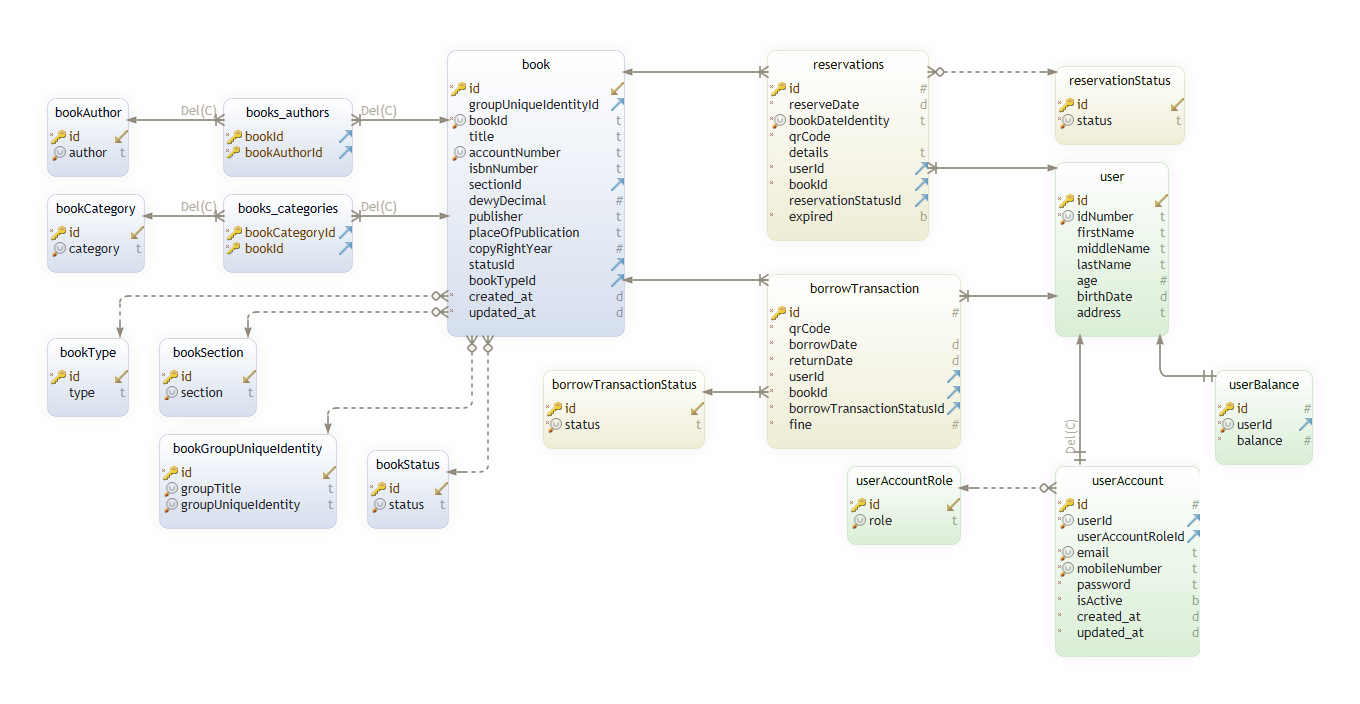 book
id
groupUniqueIdentityId
bookId t
title t
accountNumber t
isbnNumber t
sectionId
dewyDecimal #
publisher t
placeOfPublication t
copyRightYear #
statusId
bookTypeId
created_at d
updated_at d
reservations
id #
reserveDate d
bookDateIdentity t
qrCode
details t
userId
bookId
reservationStatusId
expired b
reservationStatus
id
status t
bookAuthor
id
author t
Del(C)
books_authors
bookId
bookAuthorId
Del(C)
bookCategory
id
category t
Del(C)
books_categories
bookCategoryId
bookId
Del(C)
user
id
idNumber t
firstName t
middleName t
lastName t
age #
birthDate d
address t
borrowTransaction
id #
qrCode
borrowDate d
returnDate d
userId
bookId
borrowTransactionStatusId
fine #
bookType
id
type t
bookSection
id
section t
borrowTransactionStatus
id
status t
userBalance
id #
userId
balance #
bookGroupUniqueIdentity
id
groupTitle t
groupUniqueIdentity t
bookStatus
id
status t
userAccountRole
id
role t
Del(C)
userAccount
id #
userId
userAccountRoleId
email t
mobileNumber t
password t
isActive b
created_at d
updated_at d